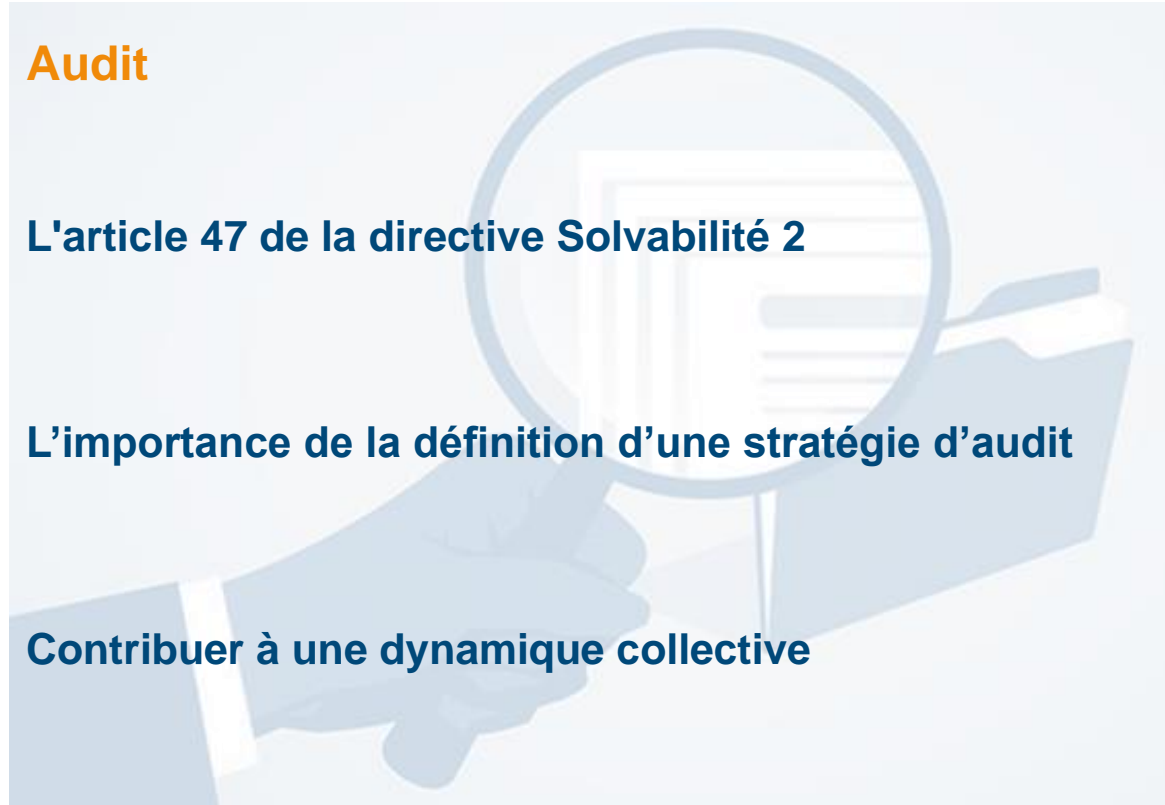 Audit
L'article 47 de la directive Solvabilité 2
L’importance de la définition d’une stratégie d’audit
Contribuer à une dynamique collective